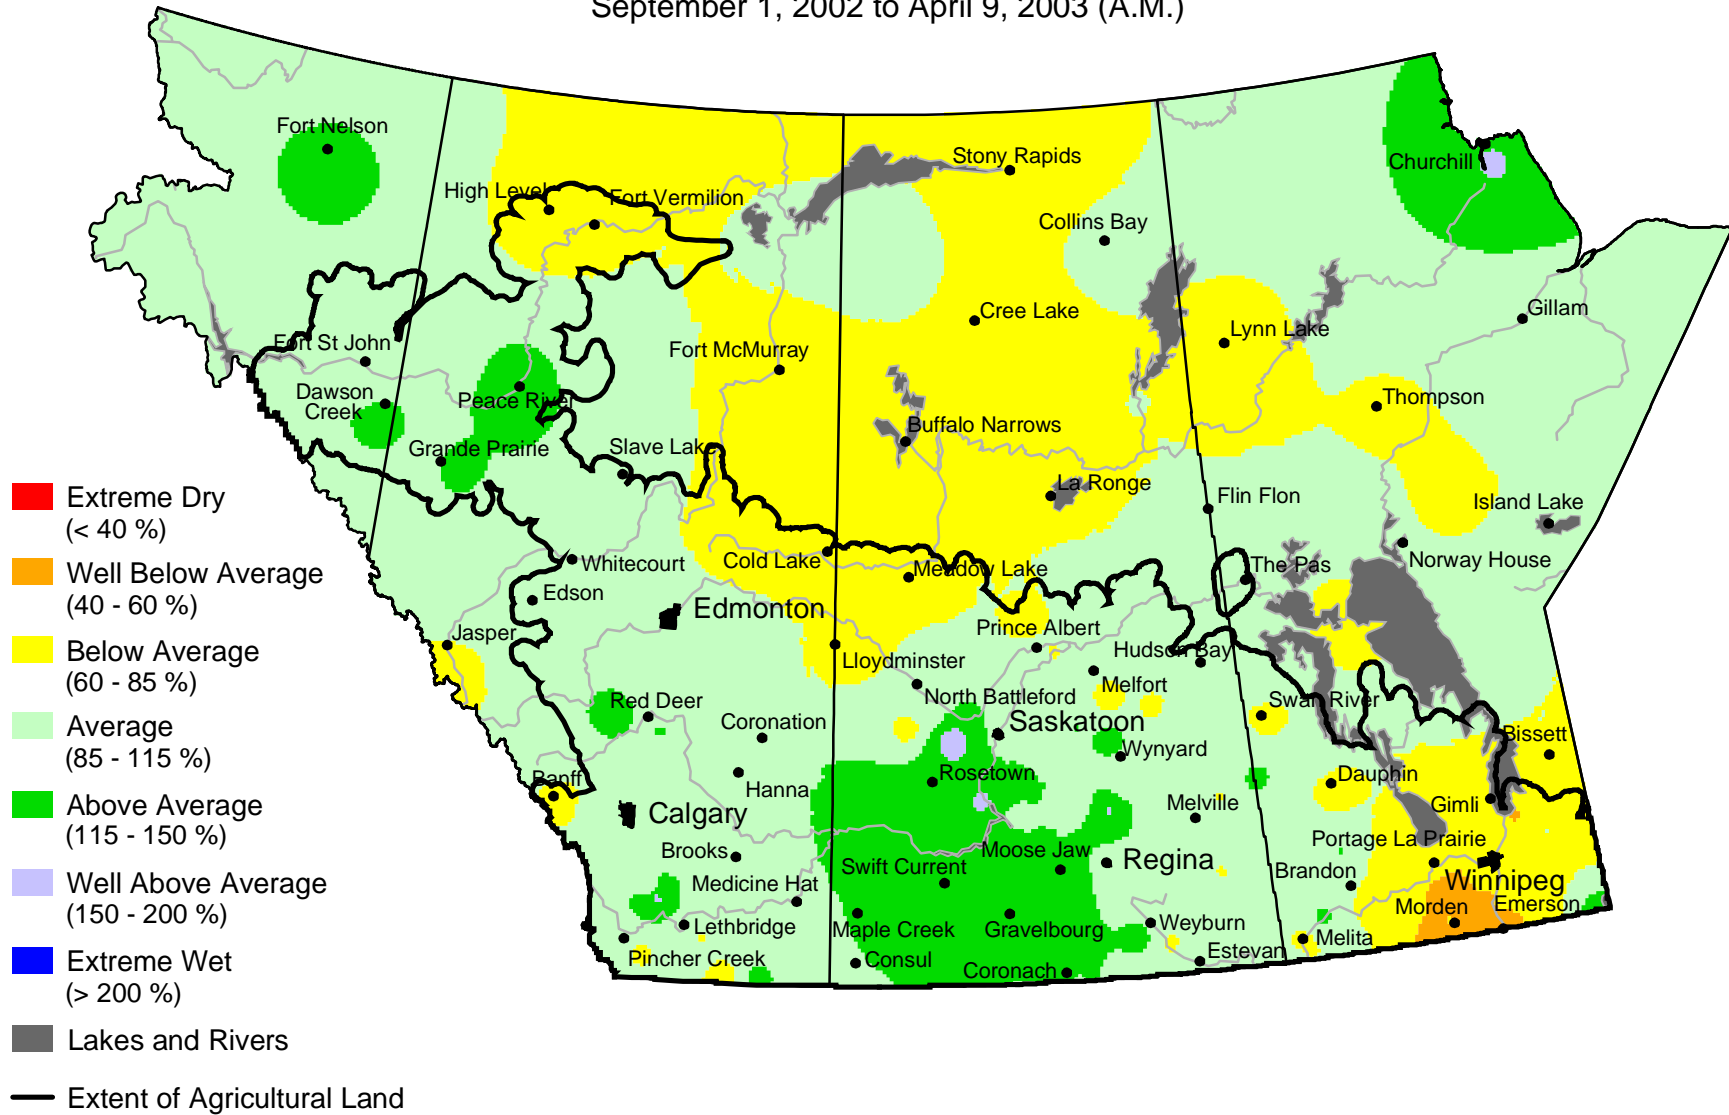 September 1, 2002 to April 9, 2003 (A.M.)
Fort Nelson
Churchill
Stony Rapids
High Level
Fort Vermilion
Collins Bay
Cree Lake
Gillam
Lynn Lake
Fort St John
Fort McMurray
Dawson
Creek
Peace River
Thompson
Buffalo Narrows
Grande Prairie
Slave Lake
La Ronge
Flin Flon
Island Lake
Extreme Dry
(< 40 %)
Whitecourt
Cold Lake
Meadow Lake
The Pas
Norway House
Well Below Average
(40 - 60 %)
Edson
Edmonton
Jasper
Prince Albert
Hudson Bay
Below Average
(60 - 85 %)
Lloydminster
North Battleford
Melfort
Swan River
Red Deer
Coronation
Saskatoon
Wynyard
Bissett
Average
(85 - 115 %)
Banff
Hanna
Rosetown
Dauphin
Gimli
Above Average
(115 - 150 %)
Calgary
Melville
Portage La Prairie
Brooks
Swift Current
Moose Jaw
Regina
Brandon
Winnipeg
Well Above Average
(150 - 200 %)
Medicine Hat
Morden
Emerson
Lethbridge
Maple Creek
Gravelbourg
Weyburn
Melita
Pincher Creek
Consul
Coronach
Estevan
Extreme Wet
(> 200 %)
Lakes and Rivers
Extent of Agricultural Land